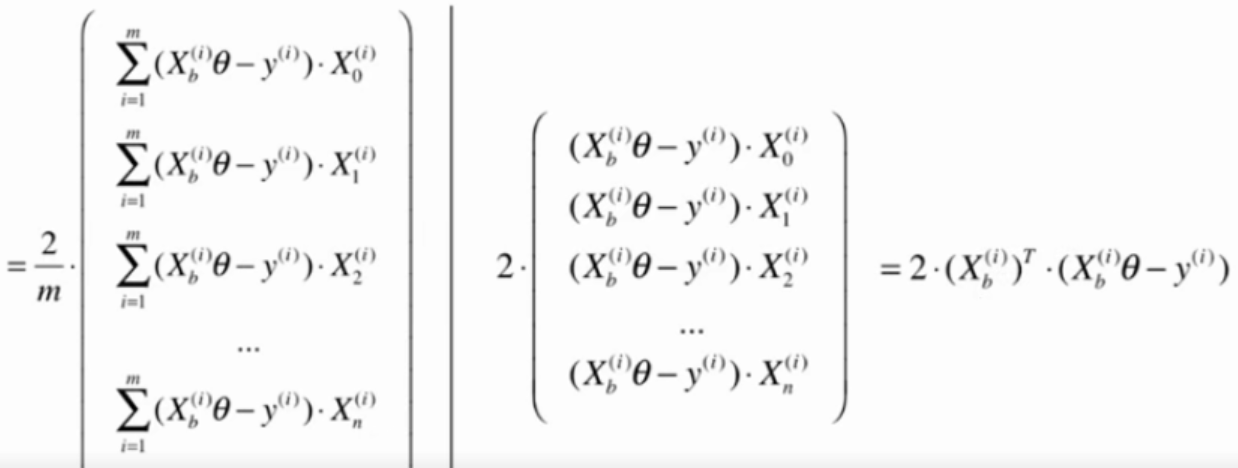 = \frac{2}{m} \cdot \begin{pmatrix} \sum_{i=1}^{m} (X_b^{(i)}\theta - y^{(i)}) \cdot X_0^{(i)} \\ \sum_{i=1}^{m} (X_b^{(i)}\theta - y^{(i)}) \cdot X_1^{(i)} \\ \sum_{i=1}^{m} (X_b^{(i)}\theta - y^{(i)}) \cdot X_2^{(i)} \\ ... \\ \sum_{i=1}^{m} (X_b^{(i)}\theta - y^{(i)}) \cdot X_n^{(i)} \end{pmatrix}
2 \cdot \begin{pmatrix} (X_b^{(i)}\theta - y^{(i)}) \cdot X_0^{(i)} \\ (X_b^{(i)}\theta - y^{(i)}) \cdot X_1^{(i)} \\ (X_b^{(i)}\theta - y^{(i)}) \cdot X_2^{(i)} \\ ... \\ (X_b^{(i)}\theta - y^{(i)}) \cdot X_n^{(i)} \end{pmatrix} = 2 \cdot (X_b^{(i)})^T \cdot (X_b^{(i)}\theta - y^{(i)})